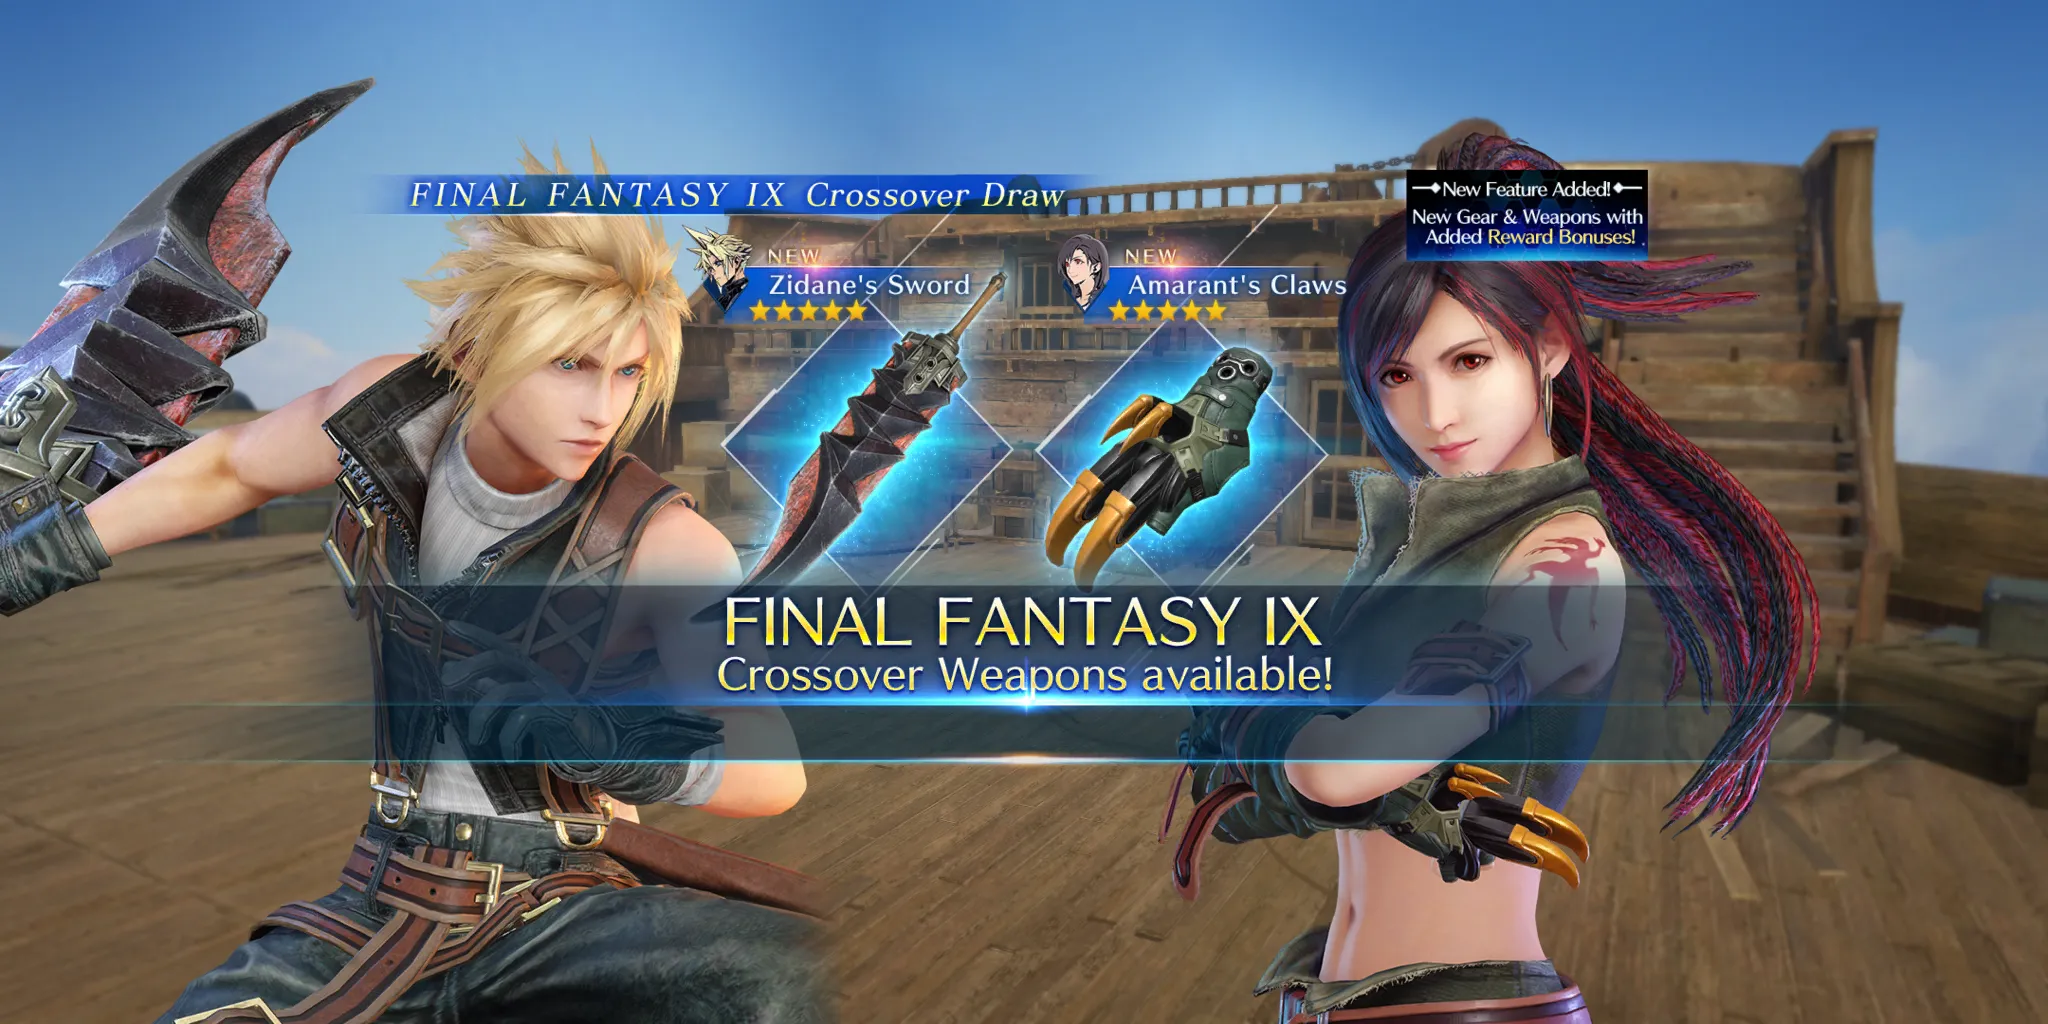 FINAL FANTASY IX Crossover Draw
New Feature Added!
New Gear & Weapons with
Added Reward Bonuses!
NEW
Zidane's Sword
NEW
Amarant's Claws
FINAL FANTASY IX
Crossover Weapons available!